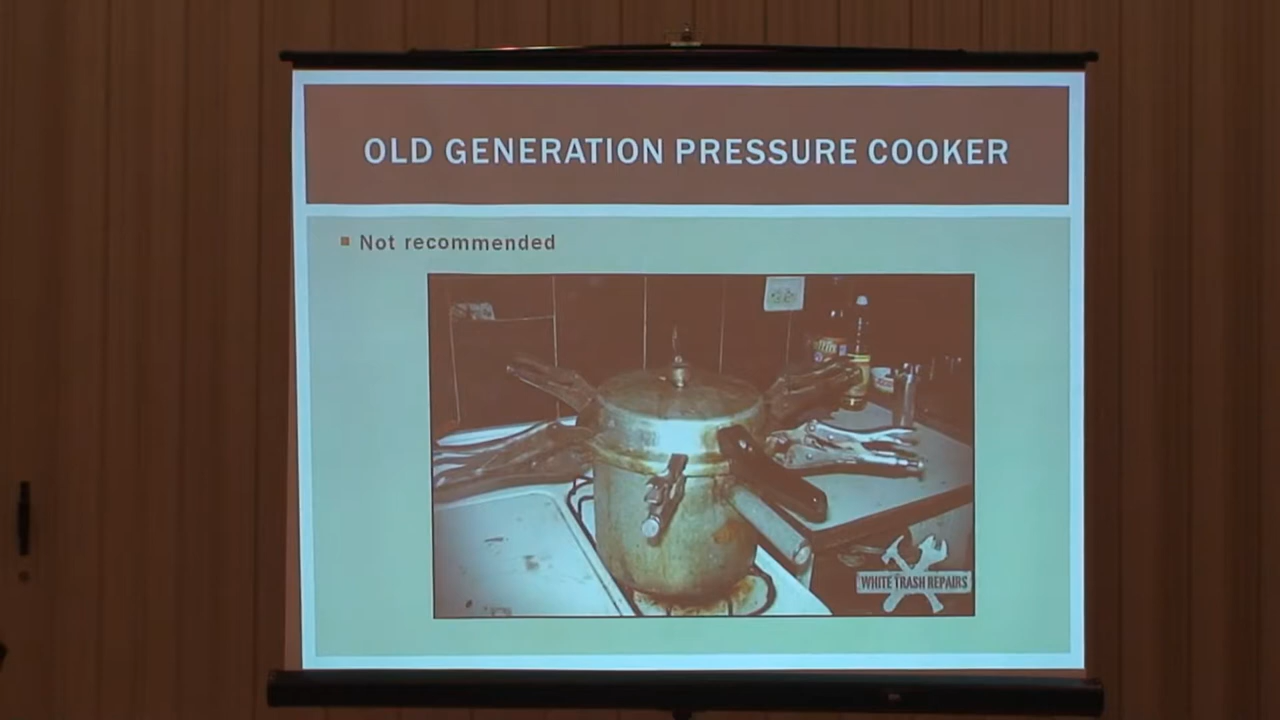 OLD GENERATION PRESSURE COOKER
Not recommended
WHITE TRASH REPAIRS